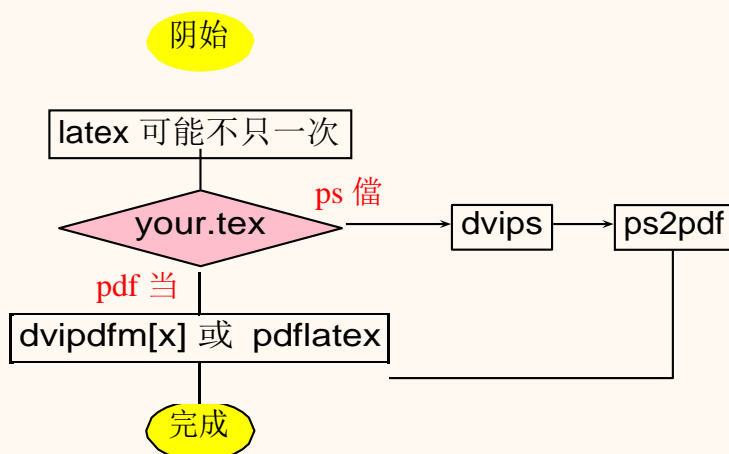 阴始
latex 可能不只一次
ps 儅
your.tex
dvips
ps2pdf
pdf 当
dvipdfm[x] 或 pdflatex
完成